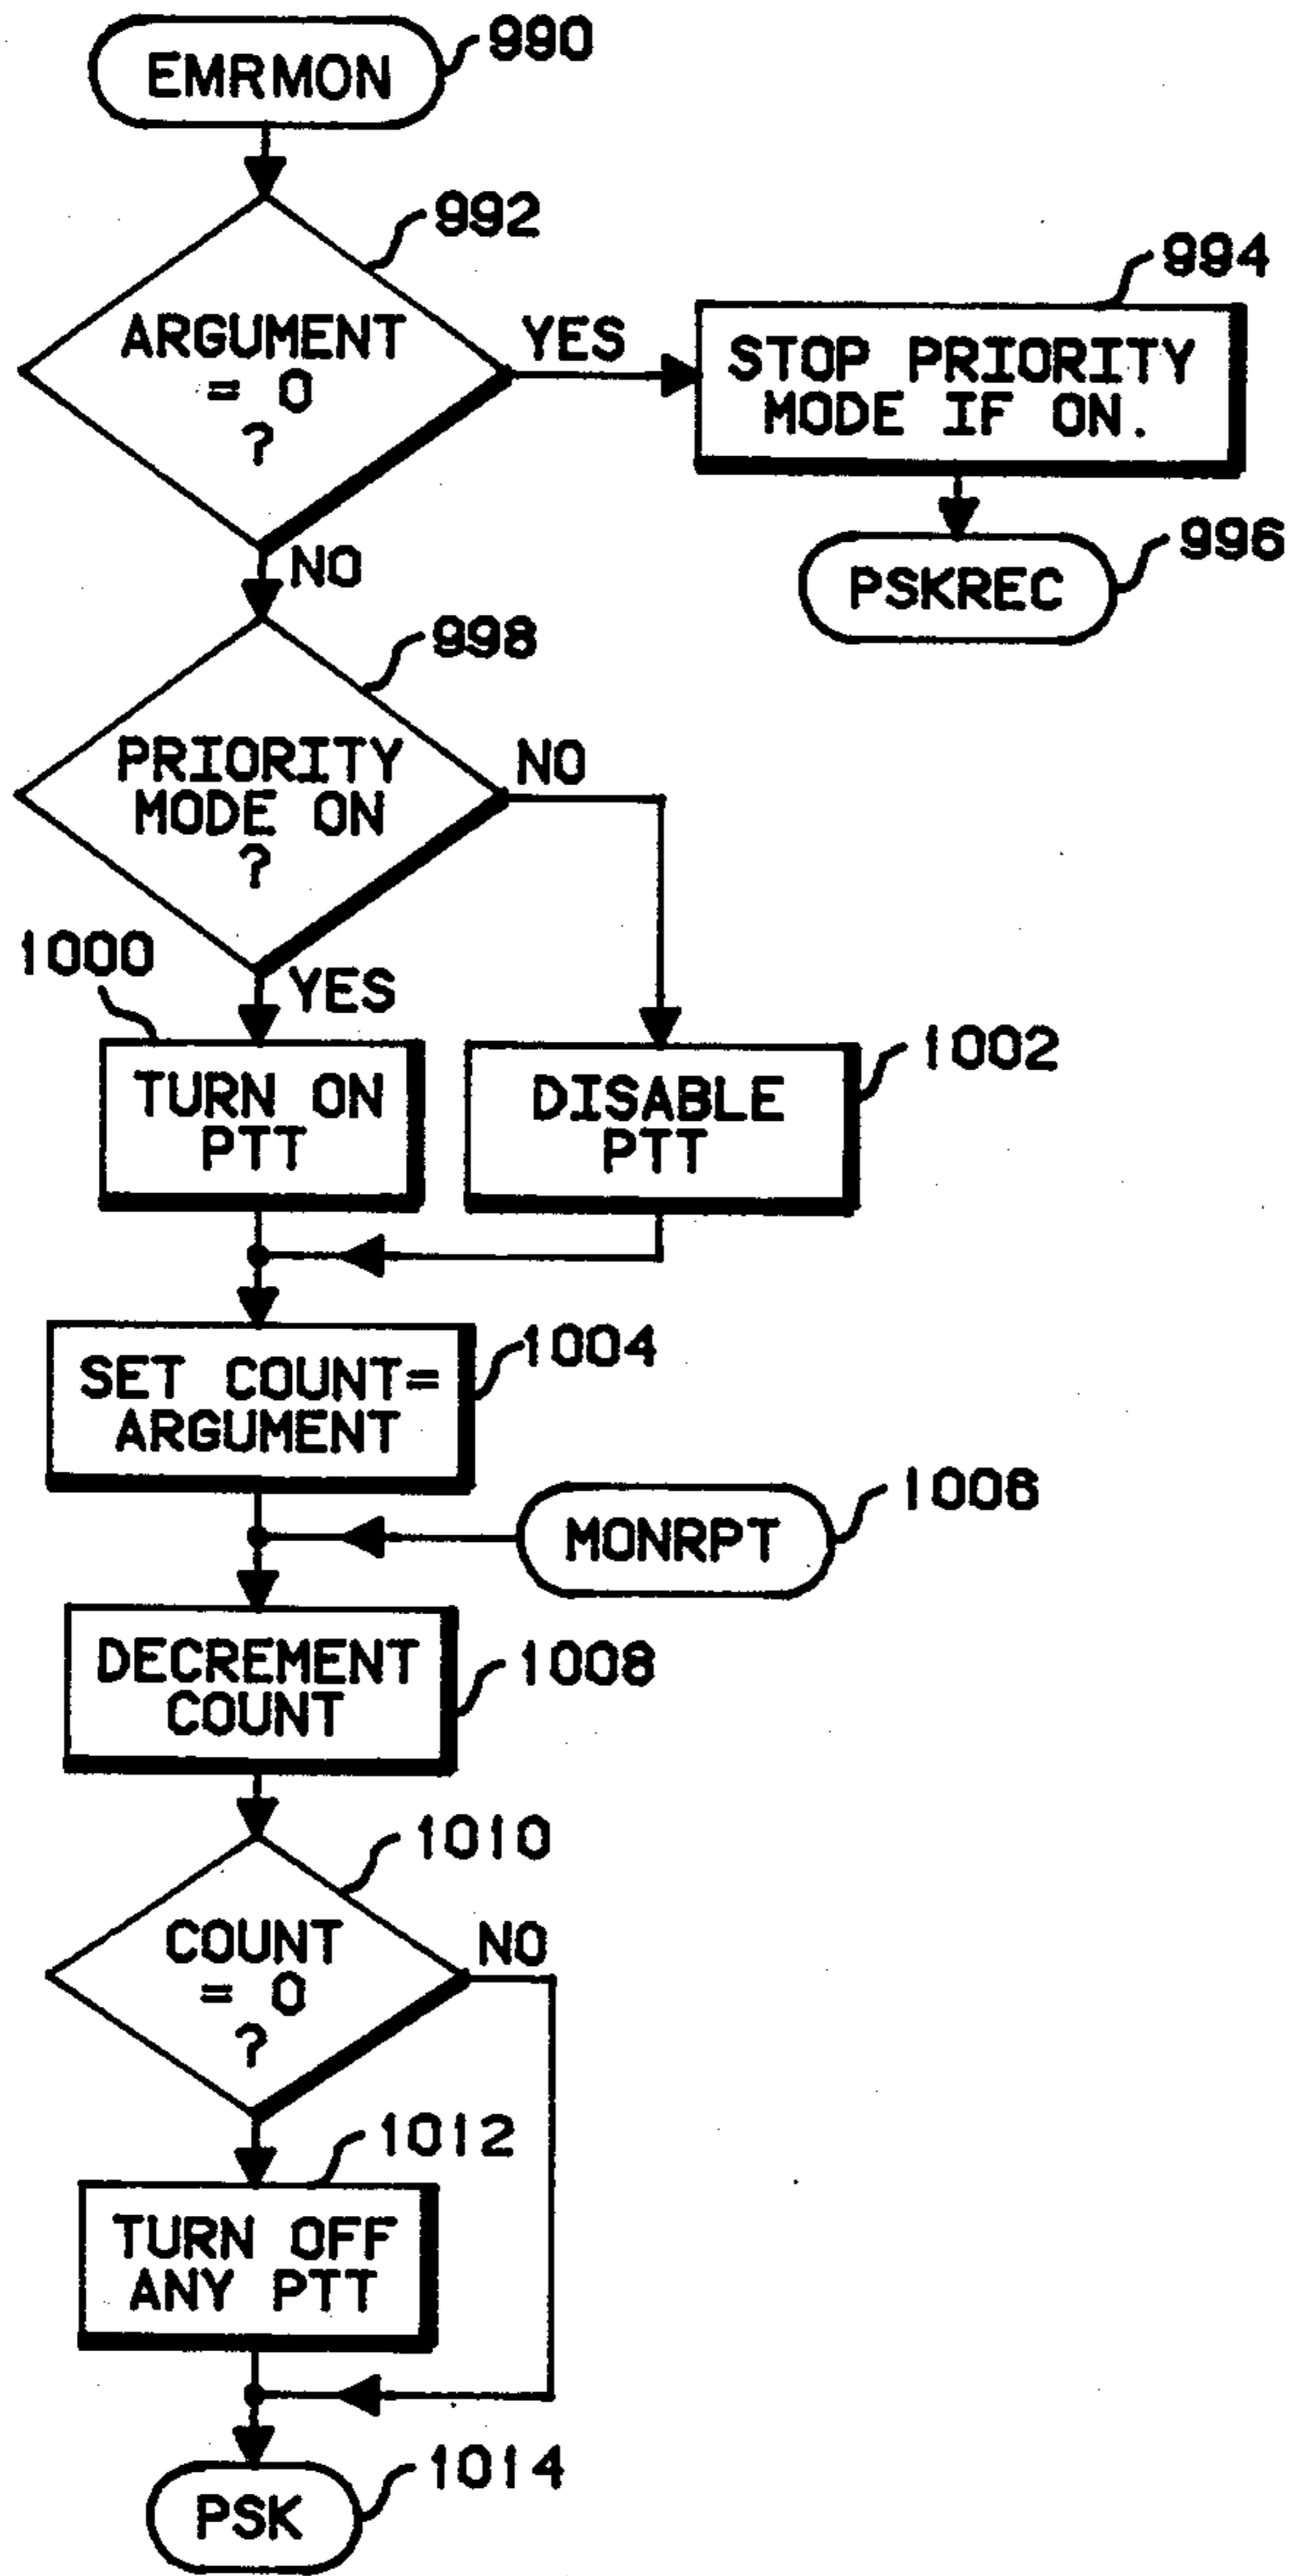 EMRMON
990
992
ARGUMENT
= 0
?
YES
994
STOP PRIORITY
MODE IF ON.
NO
996
PSKREC
998
PRIORITY
MODE ON
?
NO
1000
YES
TURN ON
PTT
1002
DISABLE
PTT
1004
SET COUNT=
ARGUMENT
1006
MONRPT
DECREMENT
COUNT
1008
1010
COUNT
= 0
?
NO
1012
TURN OFF
ANY PTT
1014
PSK